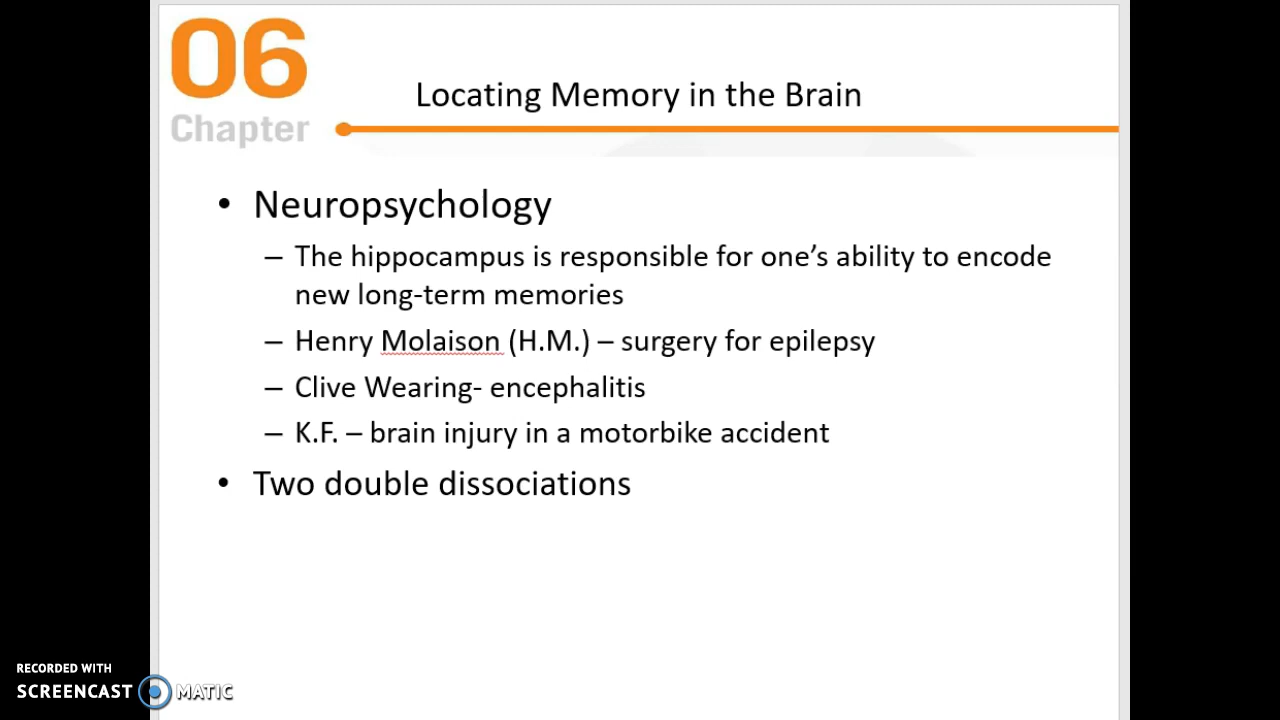 06
Chapter
Locating Memory in the Brain
• Neuropsychology
– The hippocampus is responsible for one’s ability to encode
new long-term memories
– Henry Molaison (H.M.) – surgery for epilepsy
– Clive Wearing- encephalitis
– K.F. – brain injury in a motorbike accident
• Two double dissociations
RECORDED WITH
SCREENCAST MATIC